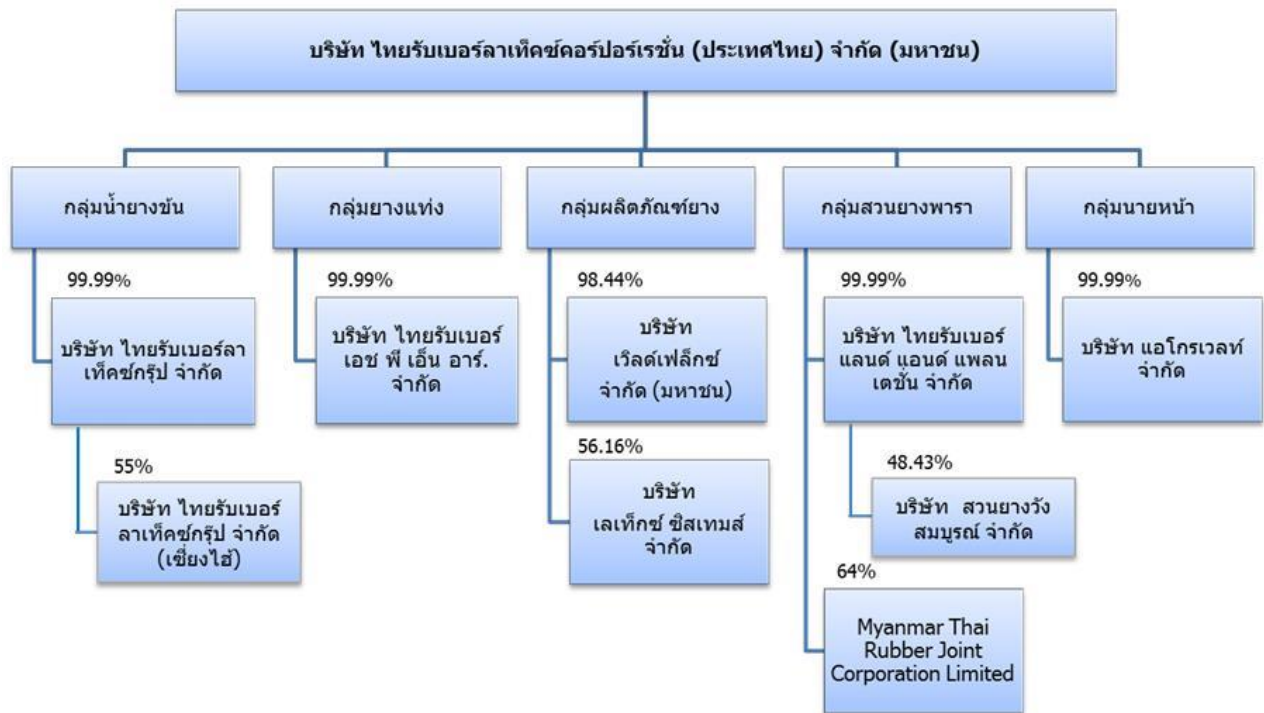 บริษัท ไทยรับเบอร์ลาเท็คซ์คอร์ปอร์เรชั่น (ประเทศไทย) จำกัด (มหาชน)
กลุ่มน้ำยางข้น
99.99%
บริษัท ไทยรับเบอร์ลา
เท็คซ์กรุ๊ป จำกัด
55%
บริษัท ไทยรับเบอร์
ลาเท็คซ์กรุ๊ป จำกัด
(เซี่ยงไฮ้)
กลุ่มยางแท่ง
99.99%
บริษัท ไทยรับเบอร์
เอช พี เอ็น อาร์.
จำกัด
กลุ่มผลิตภัณฑ์ยาง
98.44%
บริษัท
เวิลด์เฟล็กซ์
จำกัด (มหาชน)
56.16%
บริษัท
เลเท็กซ์ ซิสเทมส์
จำกัด
กลุ่มสวนยางพารา
99.99%
บริษัท ไทยรับเบอร์
แลนด์ แอนด์ แพลน
เตชั่น จำกัด
48.43%
บริษัท สวนยางวัง
สมบูรณ์ จำกัด
64%
Myanmar Thai
Rubber Joint
Corporation Limited
กลุ่มนายหน้า
99.99%
บริษัท แอโกรเวลท์
จำกัด